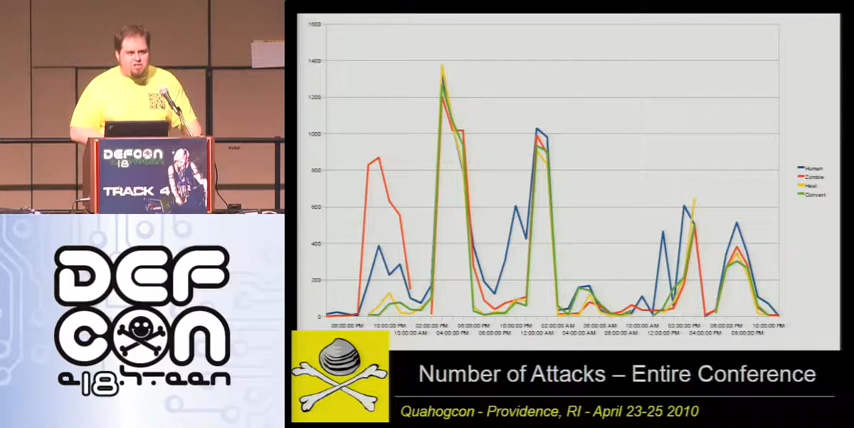 DEFCON
18
TRACK 4
DEF
CON
e18hteen
1600
1400
1200
1000
800
600
400
200
0
Human
Zombie
Heal
Convert
Number of Attacks – Entire Conference
Quahogcon - Providence, RI - April 23-25 2010